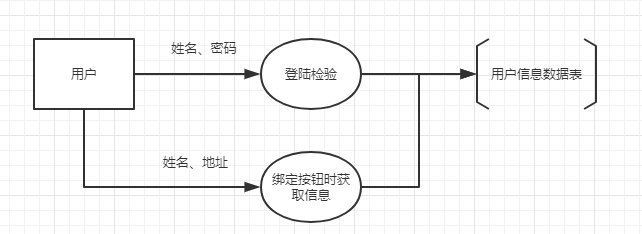 姓名、密码
用户
登陆检验
用户信息数据表
姓名、地址
绑定按钮时获
取信息